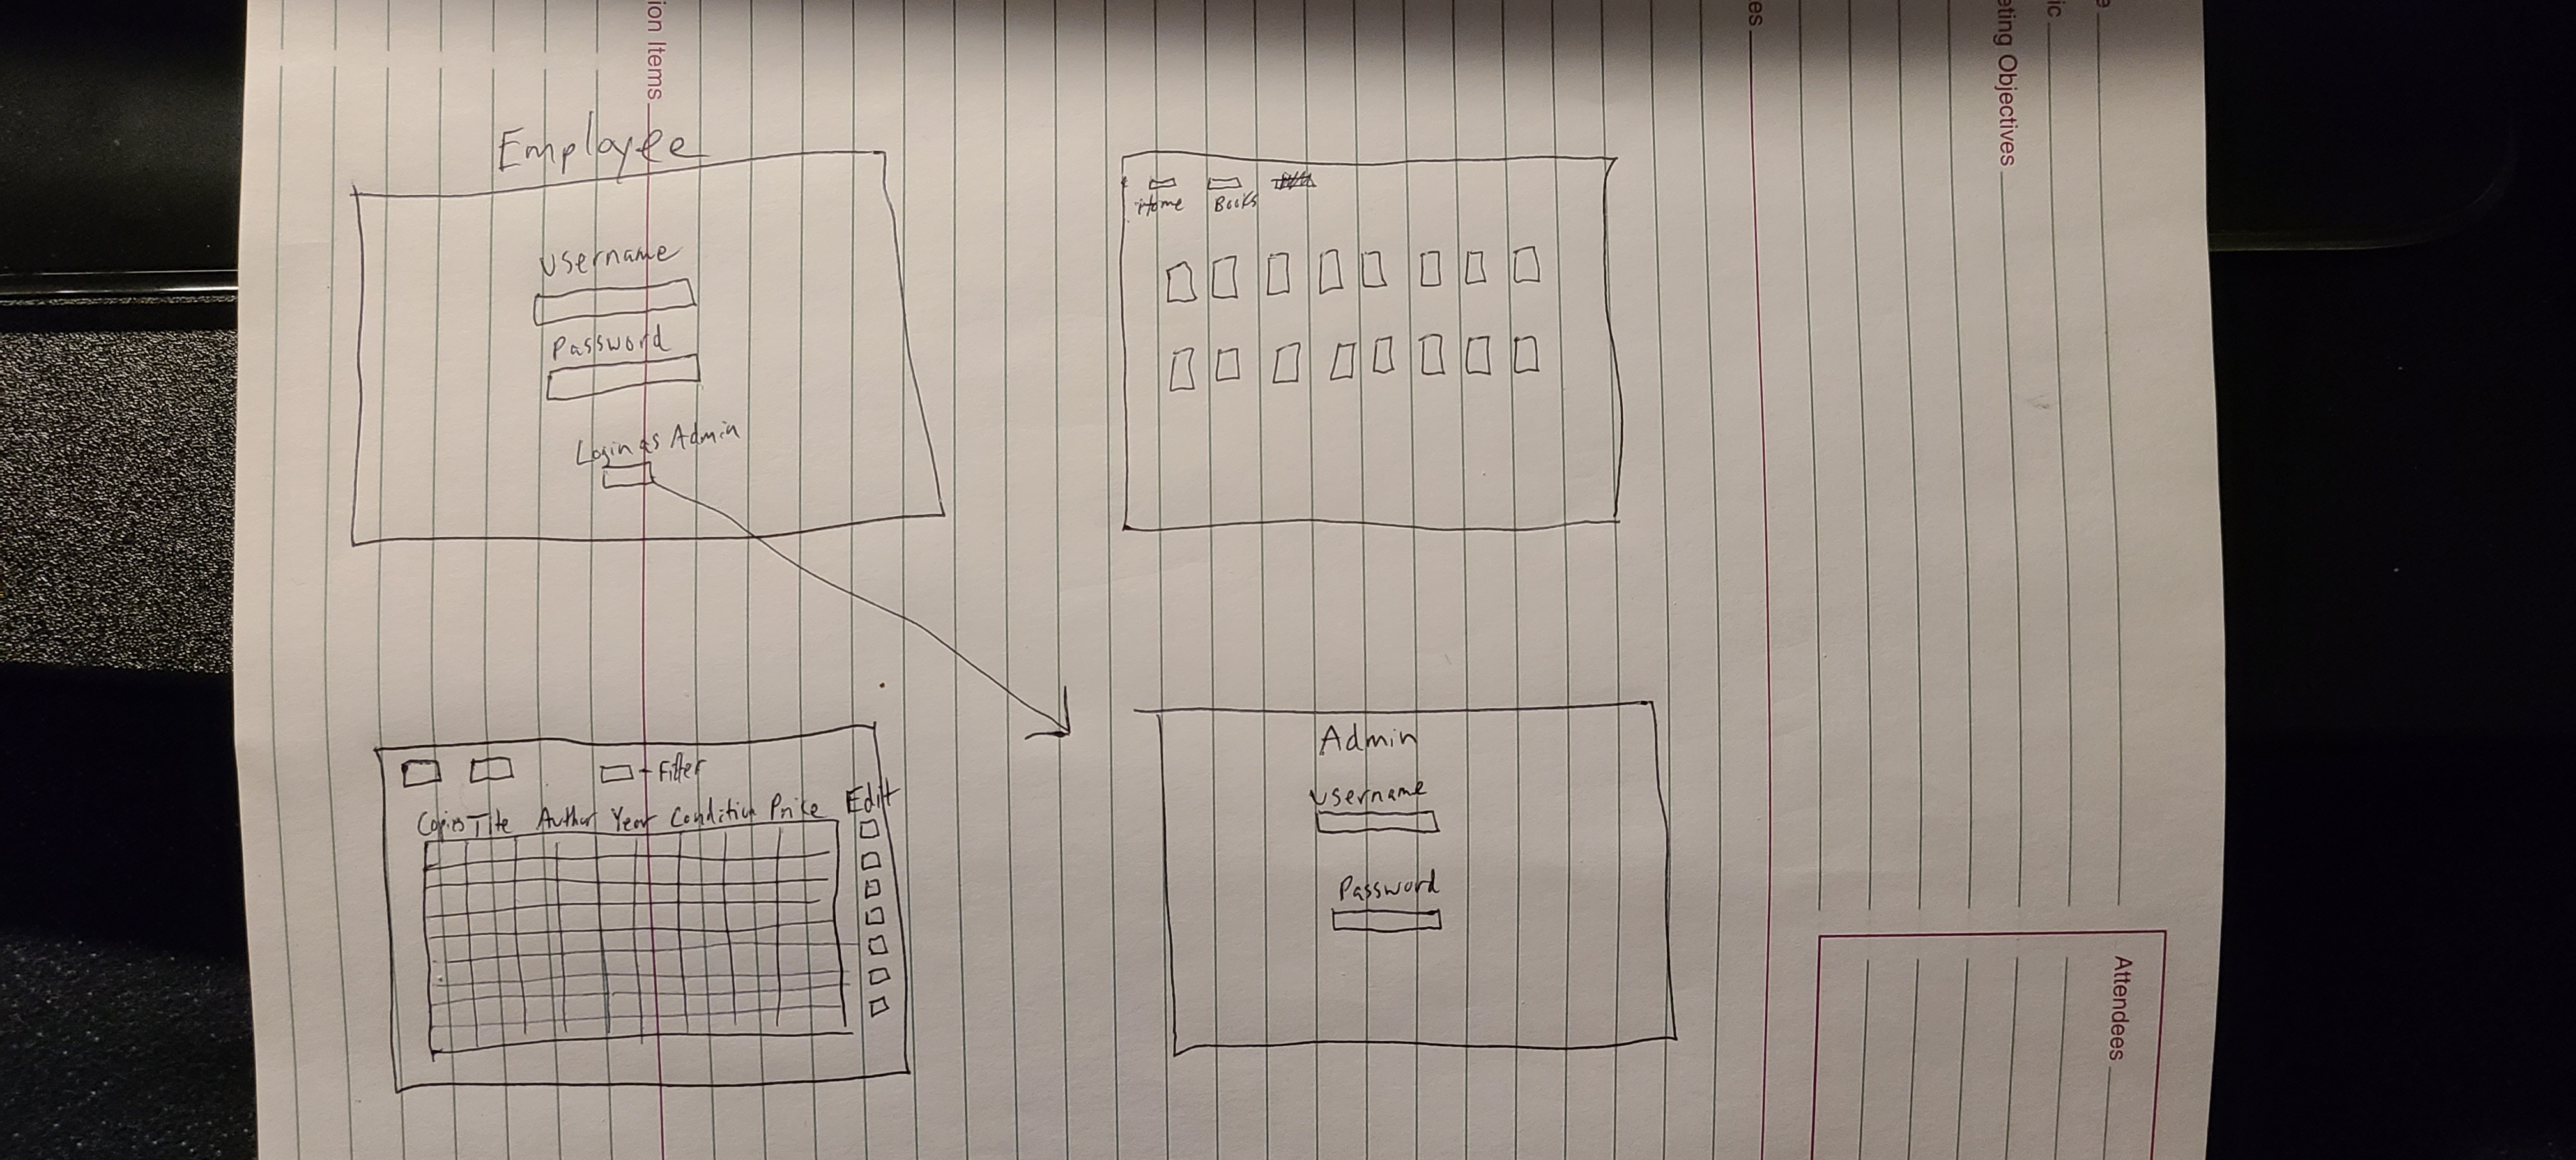 Employee
Username
Password
Login as Admin
Home Books
Filter
Copies Title Author Year Condition Price Edit
Admin
Username
Password
ion Items
es
eting Objectives
ic
e
Attendees